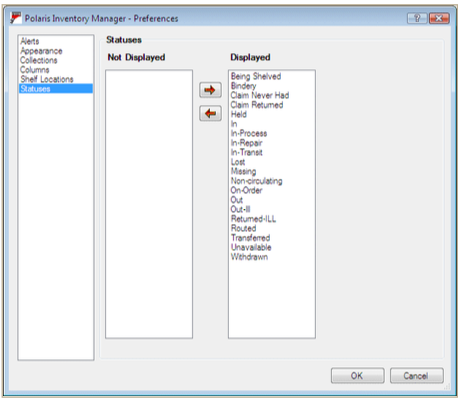 Polaris Inventory Manager - Preferences
Alerts
Appearance
Collections
Columns
Shelf Locations
Statuses
Statuses
Not Displayed
Displayed
Being Shelved
Bindery
Claim Never Had
Claim Returned
Held
In
In-Process
In-Repair
In-Transit
Lost
Missing
Non-circulating
On-Order
Out
Out-Ill
Returned-ILL
Routed
Transferred
Unavailable
Withdrawn
OK
Cancel